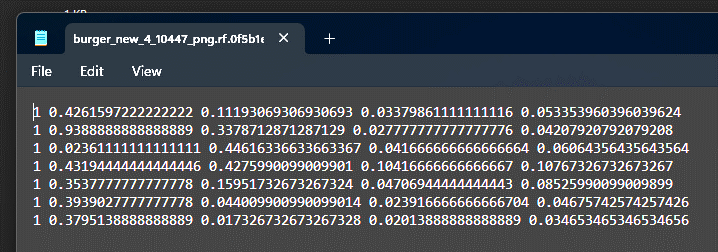 burger_new_4_10447_png.rf.0f5b1e
File Edit View
1 0.4261597222222222 0.11193069306930693 0.03379861111111116 0.053353960396039624
1 0.9388888888888889 0.3378712871287129 0.027777777777777776 0.04207920792079208
1 0.02361111111111111 0.44616336633663367 0.041666666666666664 0.06064356435643564
1 0.43194444444444446 0.4275990099009901 0.10416666666666667 0.10767326732673267
1 0.3537777777777778 0.15951732673267324 0.04706944444444443 0.08525990099009899
1 0.3939027777777778 0.044009900990099014 0.023916666666666704 0.04675742574257426
1 0.3795138888888889 0.017326732673267328 0.02013888888888889 0.034653465346534656